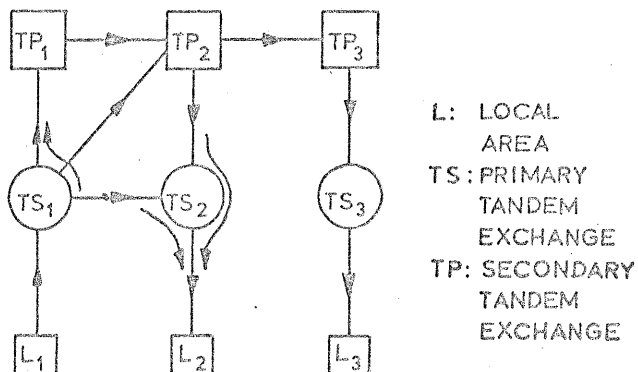 TP1
TP2
TP3
TS1
TS2
TS3
L1
L2
L3
L: LOCAL
AREA
TS: PRIMARY
TANDEM
EXCHANGE
TP: SECONDARY
TANDEM
EXCHANGE